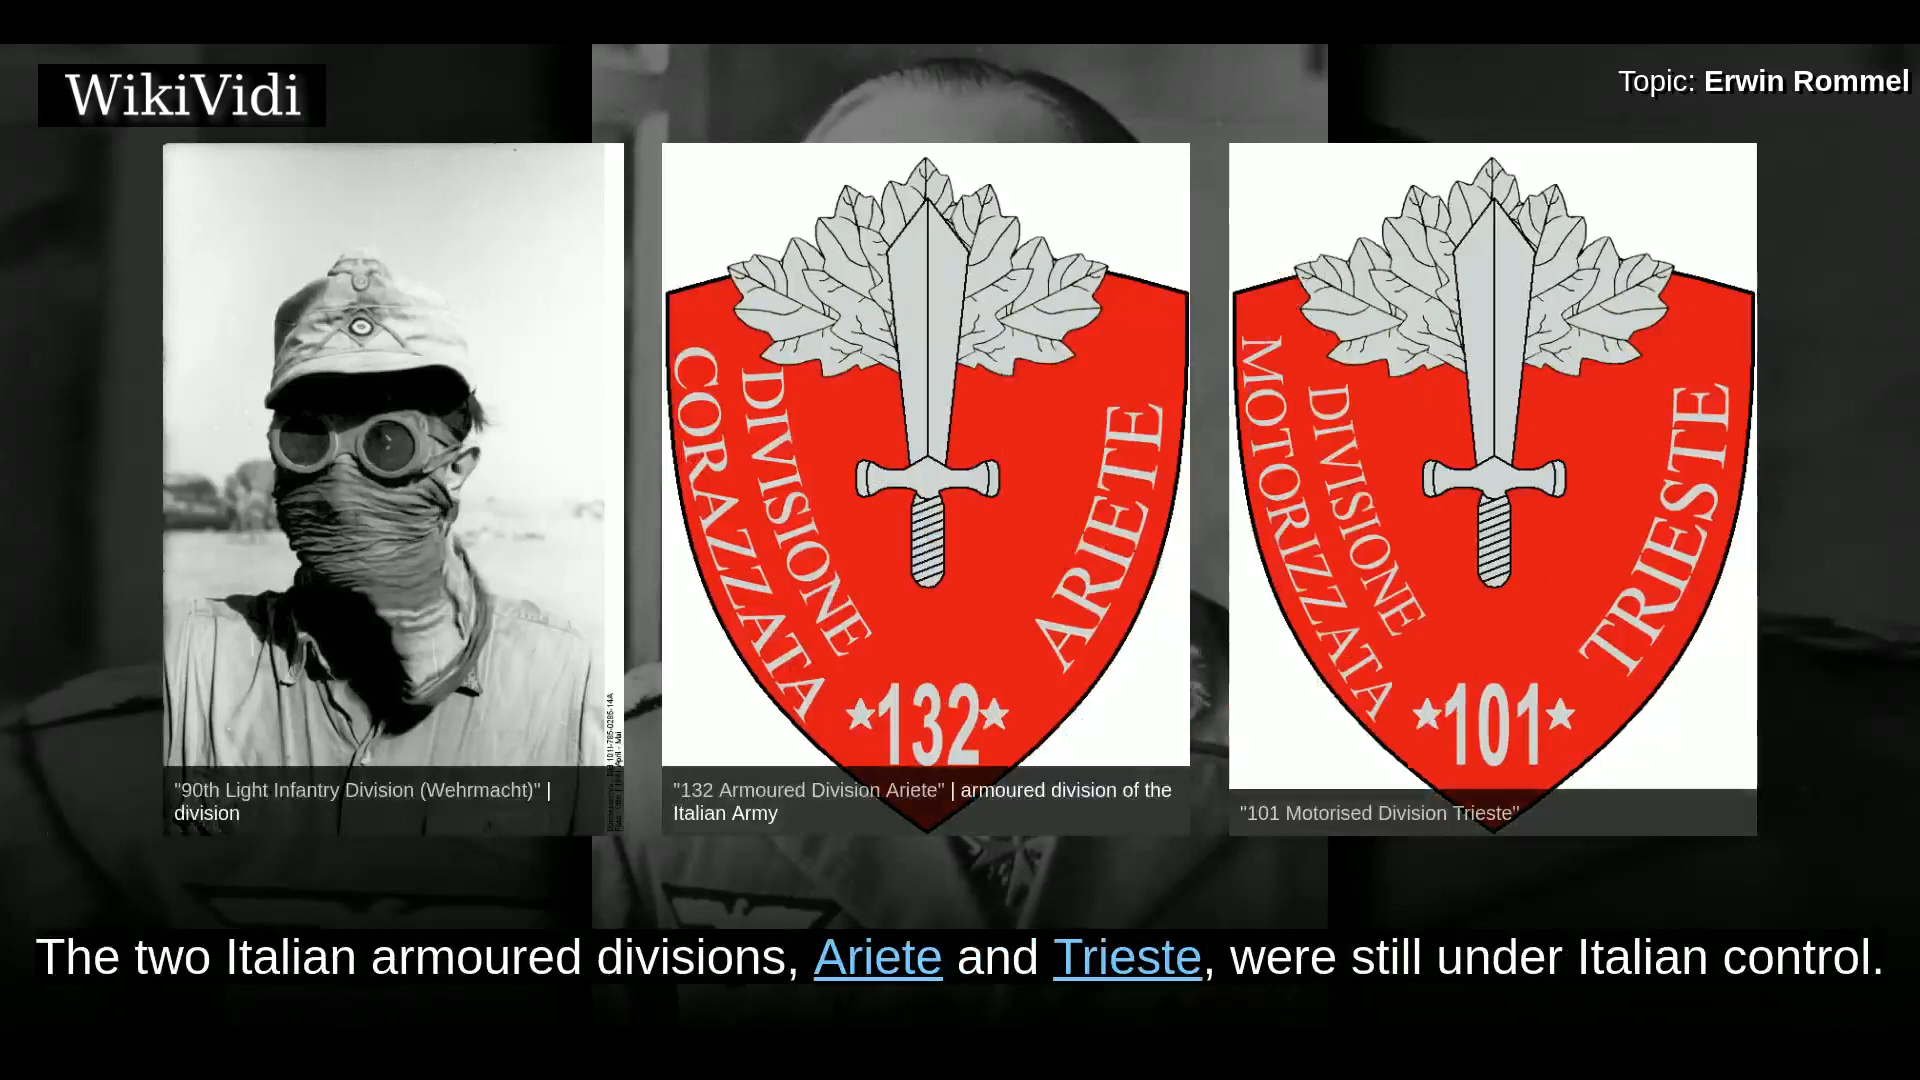 WikiVidi
Topic: Erwin Rommel
DIVISIONE
CORAZZATA
ARIETE
132
DIVISIONE
MOTORIZZATA
TRIESTE
101
"90th Light Infantry Division (Wehrmacht)" |
division
"132 Armoured Division Ariete" | armoured division of the
Italian Army
"101 Motorised Division Trieste"
The two Italian armoured divisions, Ariete and Trieste, were still under Italian control.